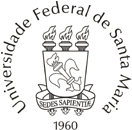 Universidade Federal de Santa Maria
SEDES SAPIENTIÆ
1960